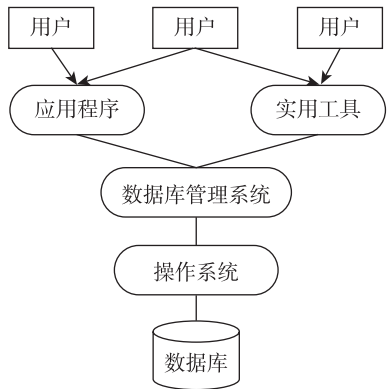 用户
用户
用户
应用程序
实用工具
数据库管理系统
操作系统
数据库